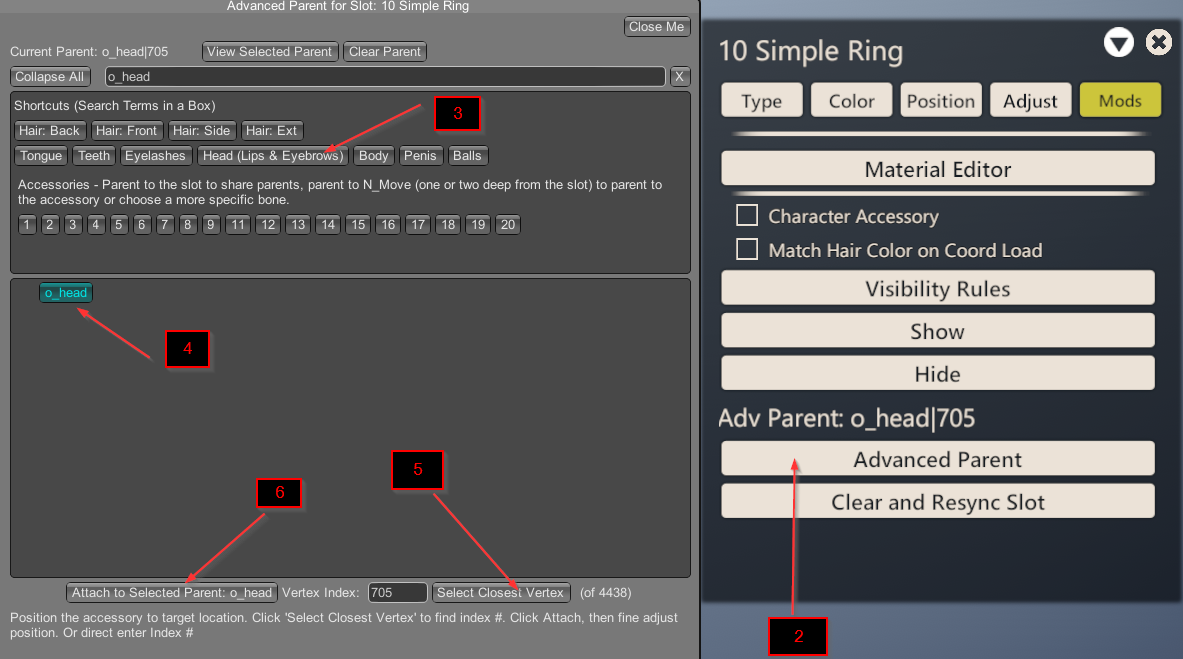 Advanced Parent for Slot: 10 Simple Ring
Close Me
Current Parent: o_head|705
View Selected Parent
Clear Parent
Collapse All
o_head
X
Shortcuts (Search Terms in a Box)
3
Hair: Back
Hair: Front
Hair: Side
Hair: Ext
Tongue
Teeth
Eyelashes
Head (Lips & Eyebrows)
Body
Penis
Balls
Accessories - Parent to the slot to share parents, parent to N_Move (one or two deep from the slot) to parent to
the accessory or choose a more specific bone.
1 2 3 4 5 6 7 8 9 11 12 13 14 15 16 17 18 19 20
o_head
4
5
6
Attach to Selected Parent: o_head
Vertex Index:
705
Select Closest Vertex
(of 4438)
Position the accessory to target location. Click 'Select Closest Vertex' to find index #. Click Attach, then fine adjust
position. Or direct enter Index #
10 Simple Ring
Type
Color
Position
Adjust
Mods
Material Editor
Character Accessory
Match Hair Color on Coord Load
Visibility Rules
Show
Hide
Adv Parent: o_head|705
Advanced Parent
Clear and Resync Slot
2